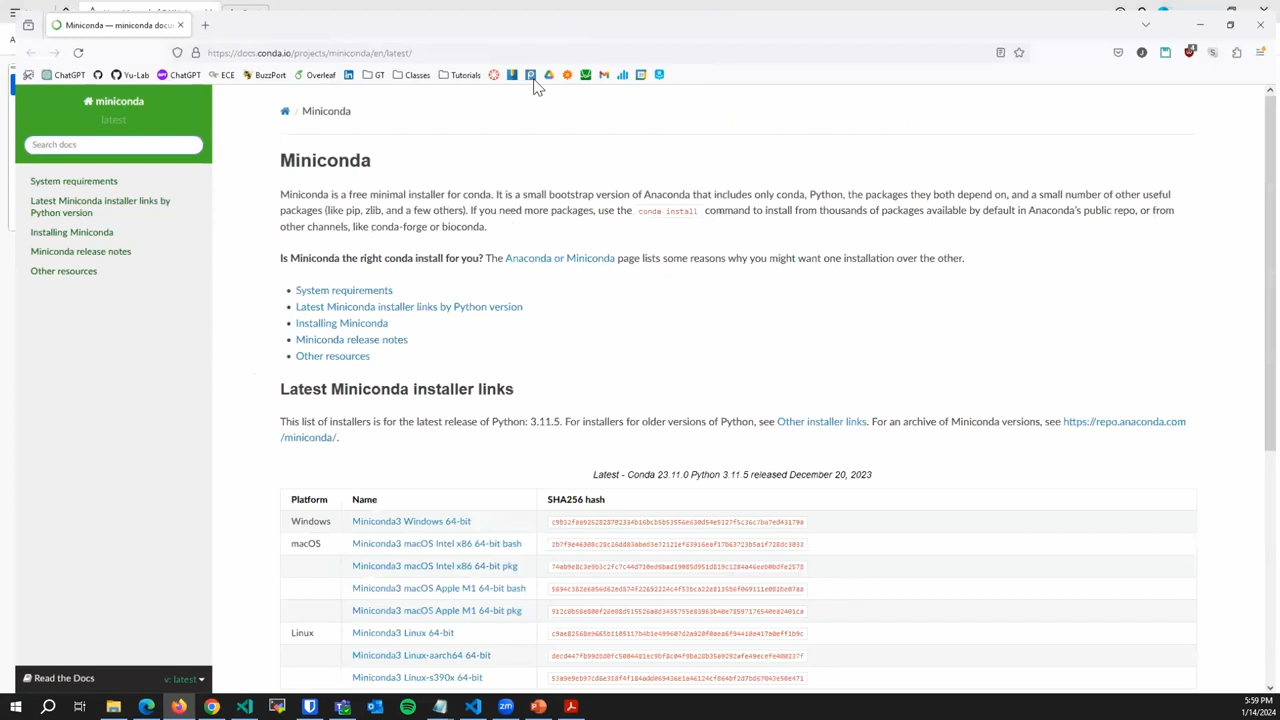 Miniconda — miniconda docu
https://docs.conda.io/projects/miniconda/en/latest/
ChatGPT
Yu-Lab
ChatGPT
ECE
BuzzPort
Overleaf
GT
Classes
Tutorials
miniconda
latest
Search docs
System requirements
Latest Miniconda installer links by
Python version
Installing Miniconda
Miniconda release notes
Other resources
/ Miniconda
Miniconda
Miniconda is a free minimal installer for conda. It is a small bootstrap version of Anaconda that includes only conda, Python, the packages they both depend on, and a small number of other useful
packages (like pip, zlib, and a few others). If you need more packages, use the conda install command to install from thousands of packages available by default in Anaconda's public repo, or from
other channels, like conda-forge or bioconda.
Is Miniconda the right conda install for you? The Anaconda or Miniconda page lists some reasons why you might want one installation over the other.
• System requirements
• Latest Miniconda installer links by Python version
• Installing Miniconda
• Miniconda release notes
• Other resources
Latest Miniconda installer links
This list of installers is for the latest release of Python: 3.11.5. For installers for older versions of Python, see Other installer links. For an archive of Miniconda versions, see https://repo.anaconda.com
/miniconda/.
Latest - Conda 23.11.0 Python 3.11.5 released December 20, 2023
Platform Name SHA256 hash
Windows Miniconda3 Windows 64-bit
macOS Miniconda3 macOS Intel x86 64-bit bash
Miniconda3 macOS Intel x86 64-bit pkg
Miniconda3 macOS Apple M1 64-bit bash
Miniconda3 macOS Apple M1 64-bit pkg
Linux Miniconda3 Linux 64-bit
Miniconda3 Linux-aarch64 64-bit
Miniconda3 Linux-s390x 64-bit
Read the Docs
v: latest
5:59 PM
1/14/2024